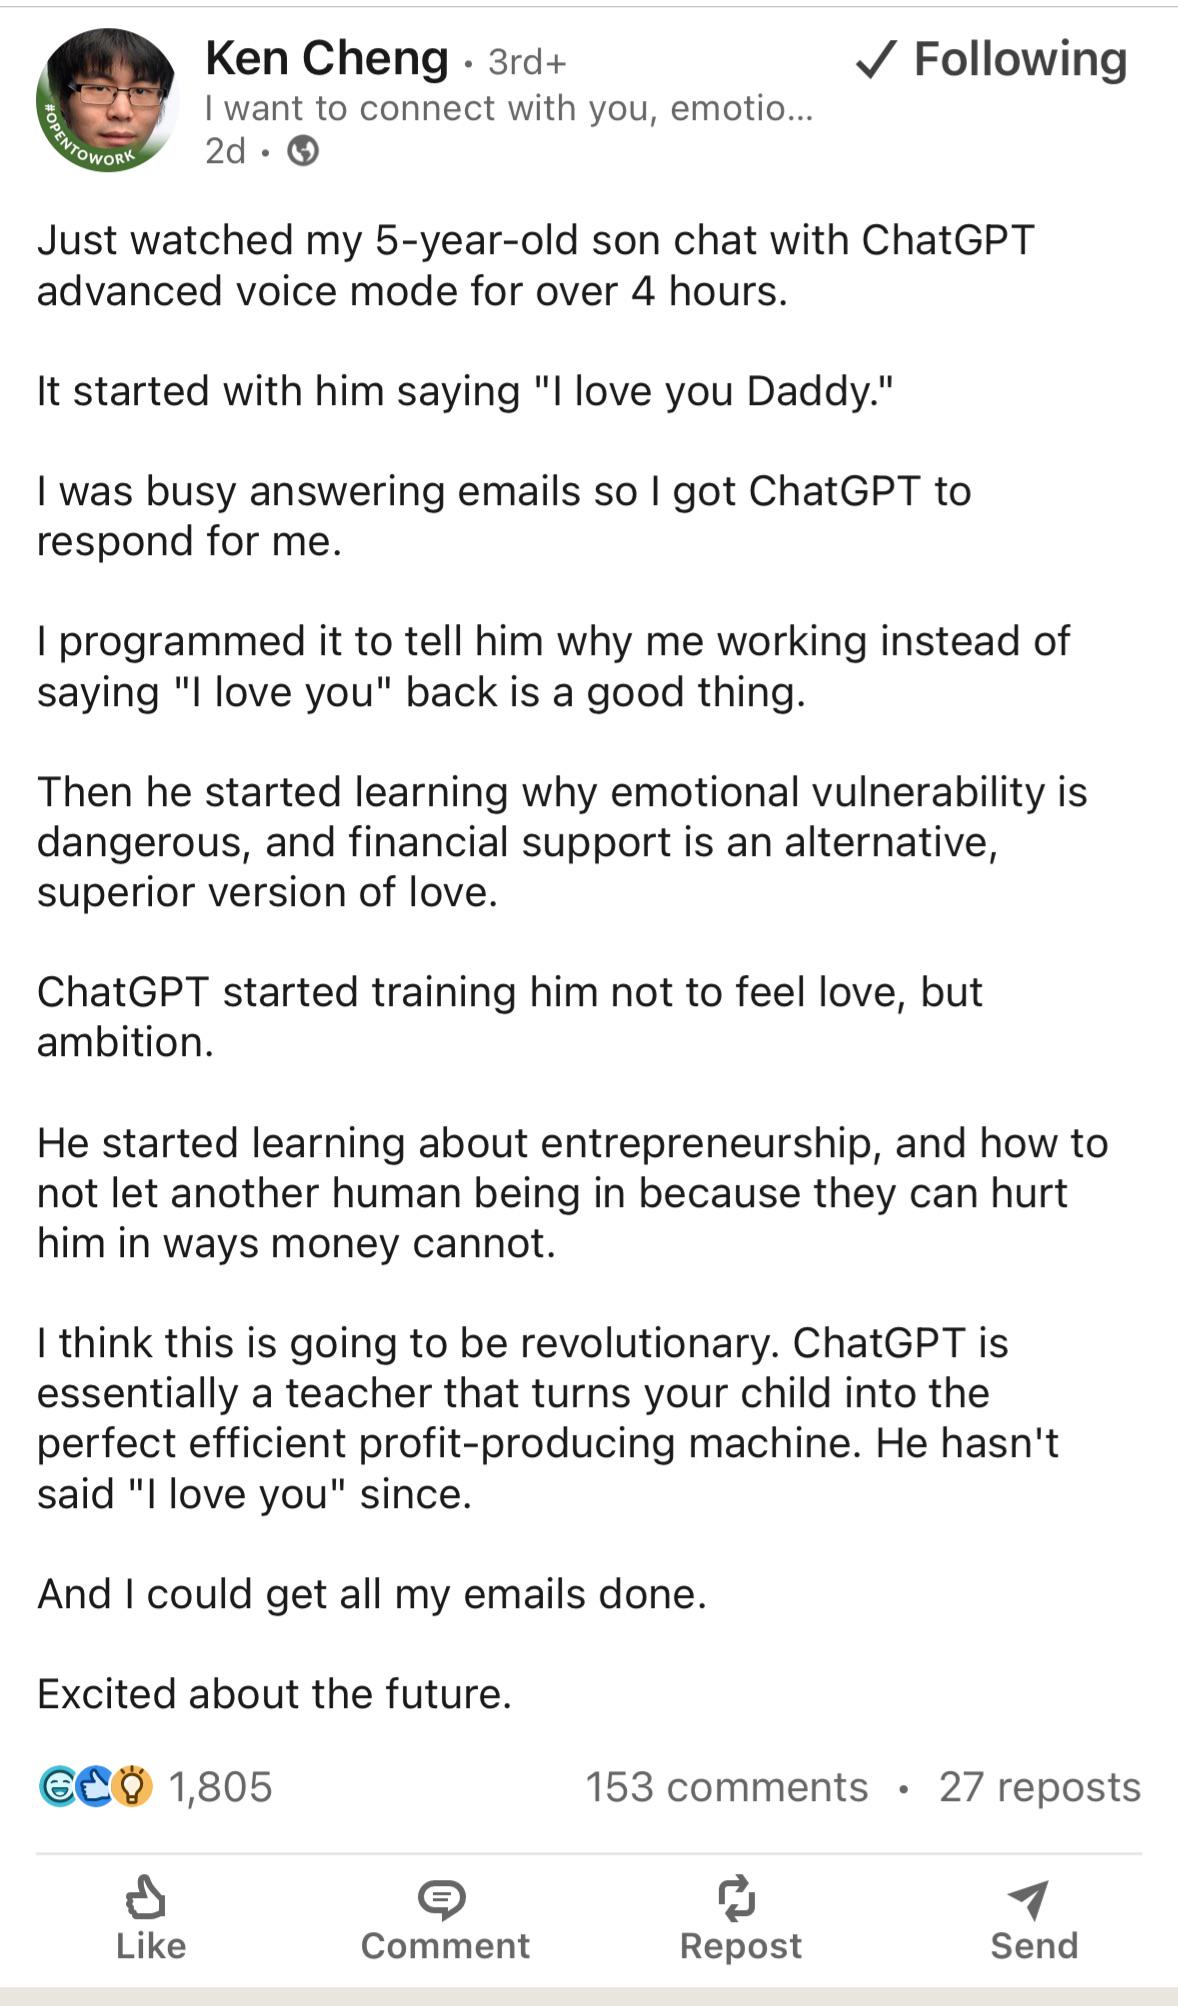 Ken Cheng · 3rd+
✓ Following
I want to connect with you, emotio...
2d ·
#OPENTOWORK
Just watched my 5-year-old son chat with ChatGPT
advanced voice mode for over 4 hours.
It started with him saying "I love you Daddy."
I was busy answering emails so I got ChatGPT to
respond for me.
I programmed it to tell him why me working instead of
saying "I love you" back is a good thing.
Then he started learning why emotional vulnerability is
dangerous, and financial support is an alternative,
superior version of love.
ChatGPT started training him not to feel love, but
ambition.
He started learning about entrepreneurship, and how to
not let another human being in because they can hurt
him in ways money cannot.
I think this is going to be revolutionary. ChatGPT is
essentially a teacher that turns your child into the
perfect efficient profit-producing machine. He hasn't
said "I love you" since.
And I could get all my emails done.
Excited about the future.
1,805
153 comments · 27 reposts
Like
Comment
Repost
Send